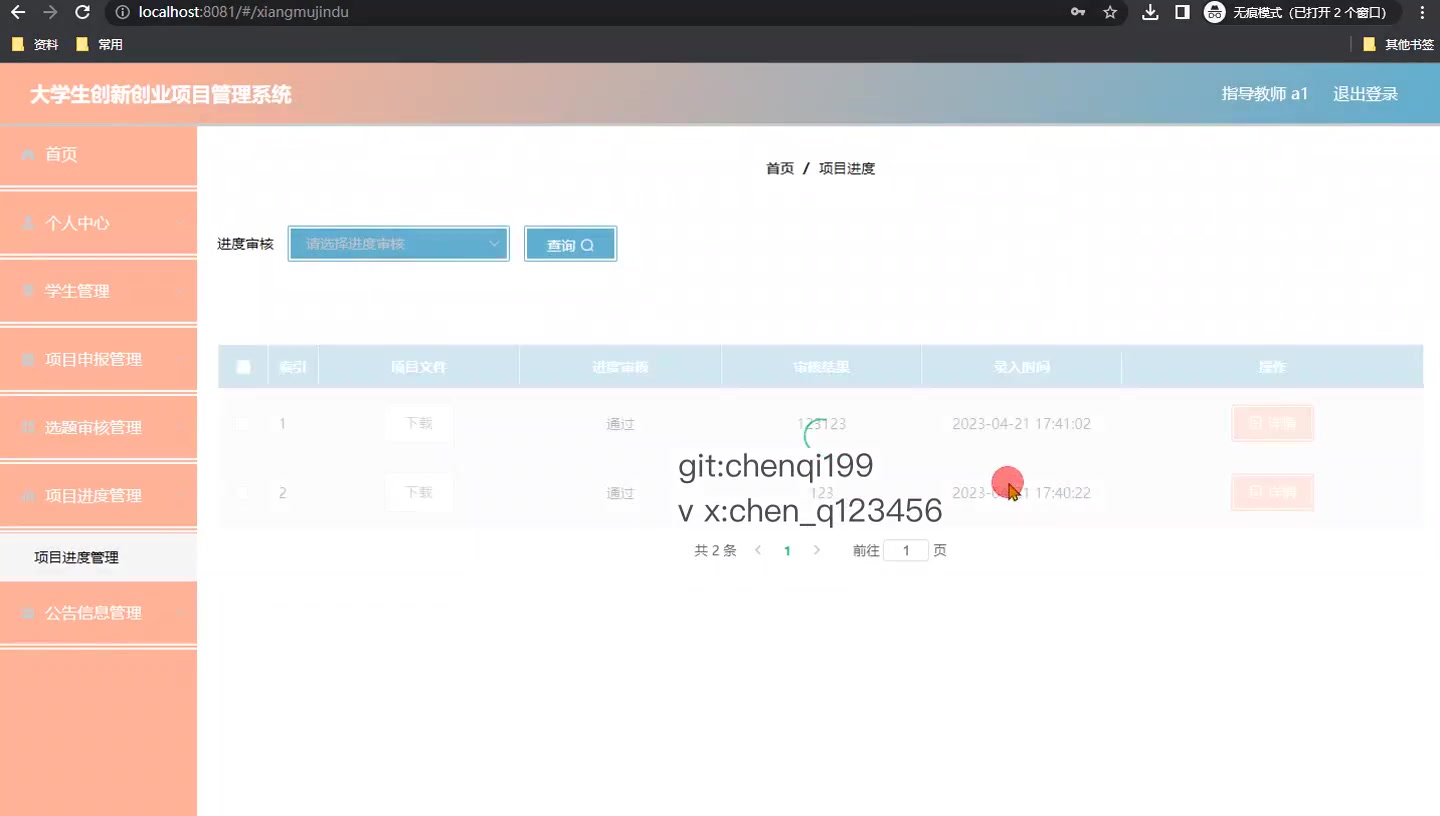 localhost:8081/#/xiangmujindu
无痕模式 (已打开 2 个窗口)
资料
常用
其他书签
大学生创新创业项目管理系统
指导教师 a1
退出登录
首页
个人中心
学生管理
项目申报管理
选题审核管理
项目进度管理
项目进度管理
公告信息管理
首页 / 项目进度
进度审核
请选择进度审核
查询
索引
项目文件
进度审核
审核结果
录入时间
操作
1
下载
通过
123123
2023-04-21 17:41:02
详情
git:chenqi199
2
下载
通过
123
2023-04-21 17:40:22
详情
v x:chen_q123456
共 2 条
1
前往
1
页